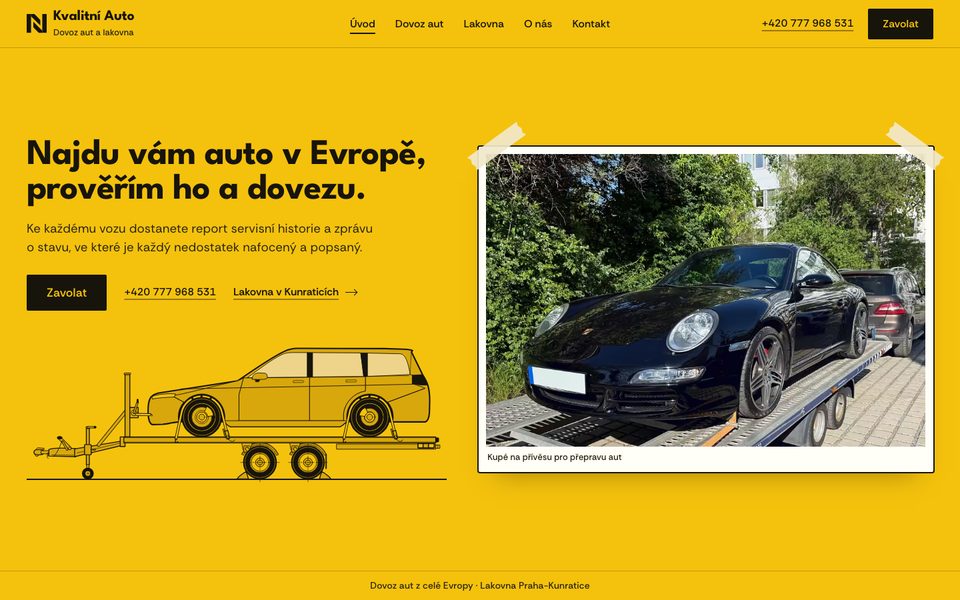 Kvalitní Auto
Dovoz aut a lakovna
Úvod
Dovoz aut
Lakovna
O nás
Kontakt
+420 777 968 531
Zavolat
Najdu vám auto v Evropě,
prověřím ho a dovezu.
Ke každému vozu dostanete report servisní historie a zprávu
o stavu, ve které je každý nedostatek nafocený a popsaný.
Zavolat
+420 777 968 531
Lakovna v Kunraticích
Kupé na přívěsu pro přepravu aut
Dovoz aut z celé Evropy · Lakovna Praha-Kunratice